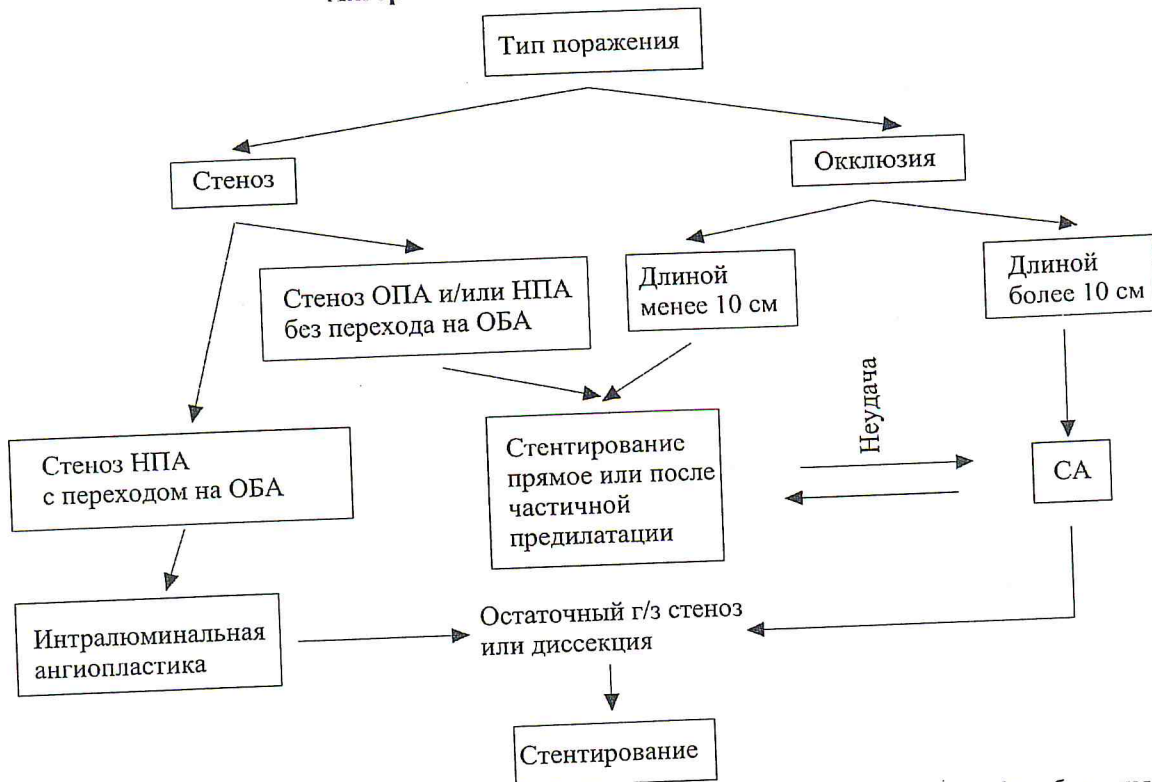 Тип поражения
Стеноз
Окклюзия
Стеноз ОПА и/или НПА
без перехода на ОБА
Длиной
менее 10 см
Длиной
более 10 см
Неудача
Стеноз НПА
с переходом на ОБА
Стентирование
прямое или после
частичной
предилатации
СА
Интралюминальная
ангиопластика
Остаточный г/з стеноз
или диссекция
Стентирование